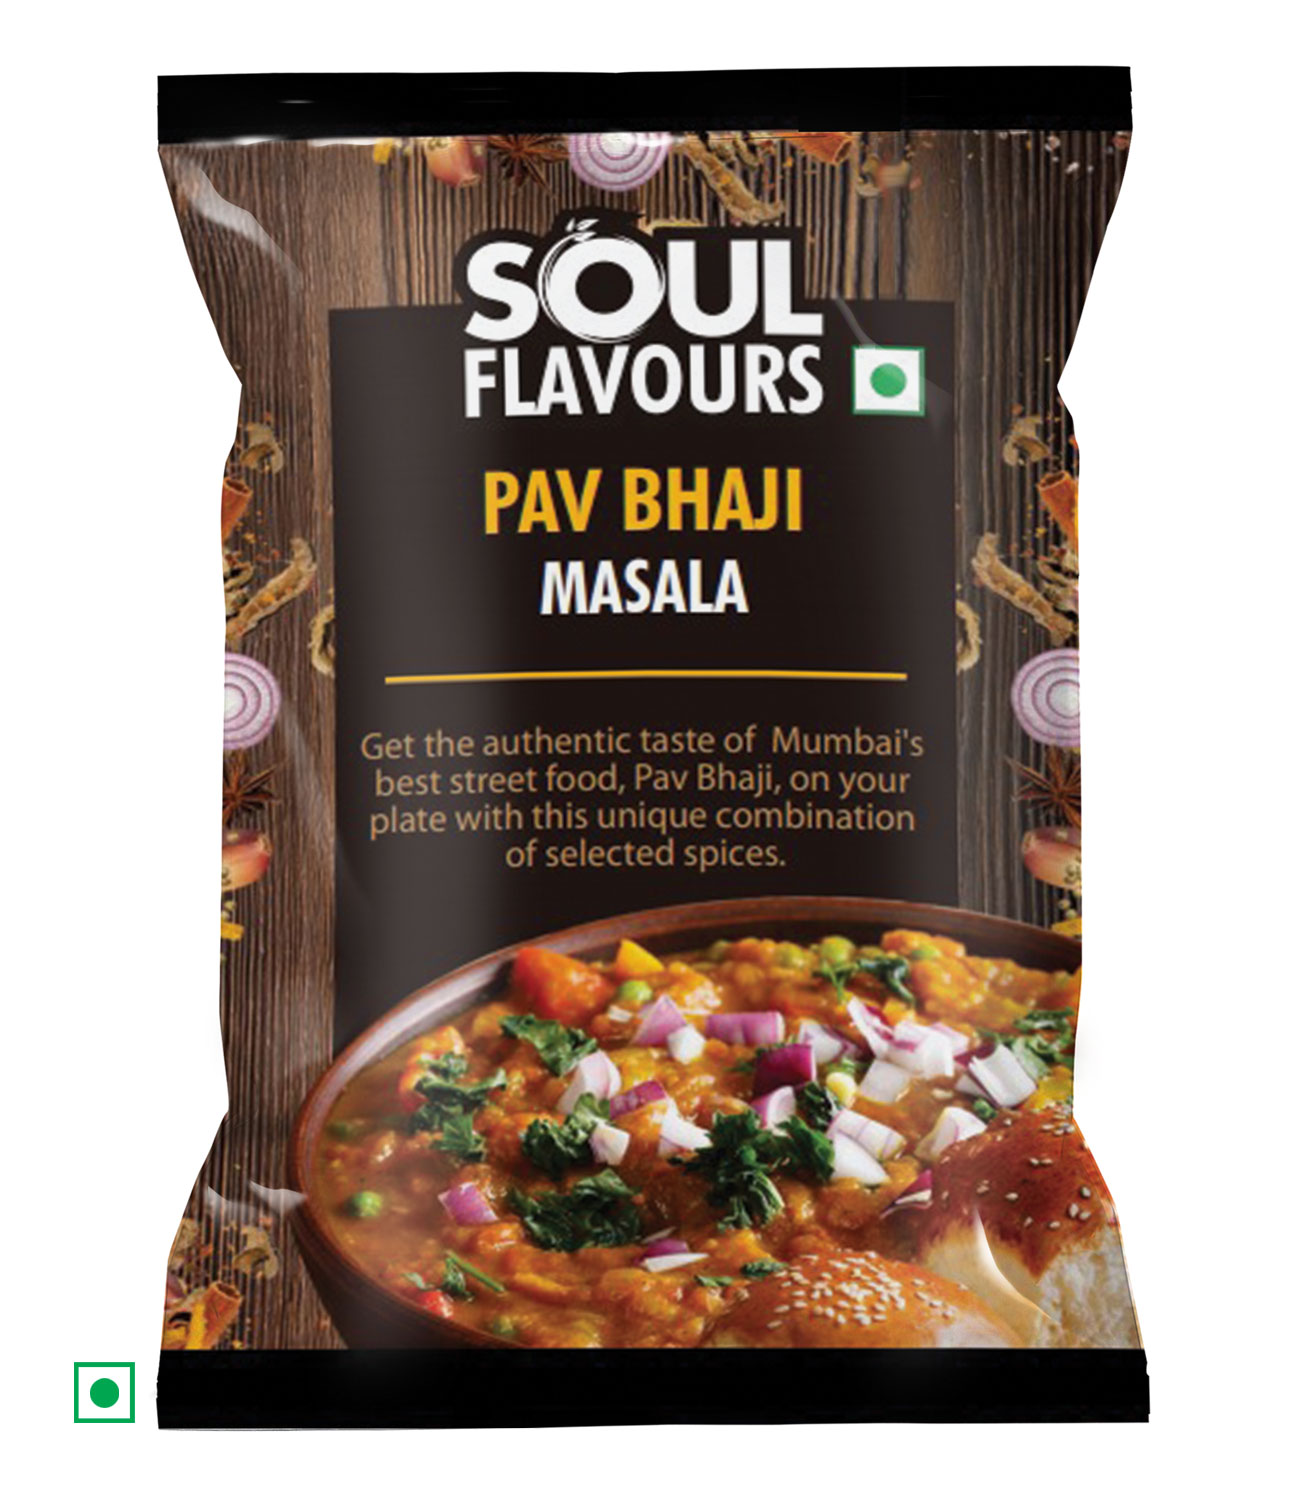 SOUL
FLAVOURS
PAV BHAJI
MASALA
Get the authentic taste of Mumbai's
best street food, Pav Bhaji, on your
plate with this unique combination
of selected spices.